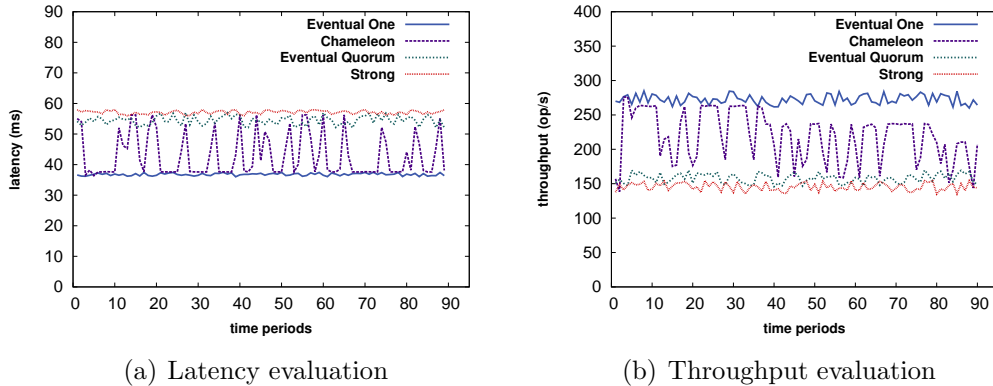 90
80
70
60
50
40
30
20
10
0
latency (ms)
Eventual One
Chameleon
Eventual Quorum
Strong
0 10 20 30 40 50 60 70 80 90
time periods
(a) Latency evaluation
400
350
300
250
200
150
100
50
0
throughput (op/s)
Eventual One
Chameleon
Eventual Quorum
Strong
0 10 20 30 40 50 60 70 80 90
time periods
(b) Throughput evaluation